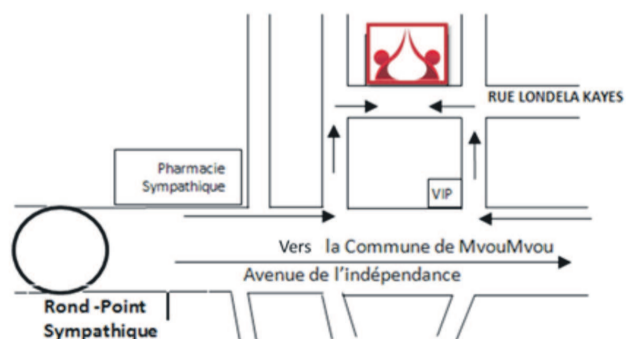 RUE LONDELA KAYES
Pharmacie
Sympathique
VIP
Vers la Commune de MvouMvou
Avenue de l'indépendance
Rond -Point
Sympathique